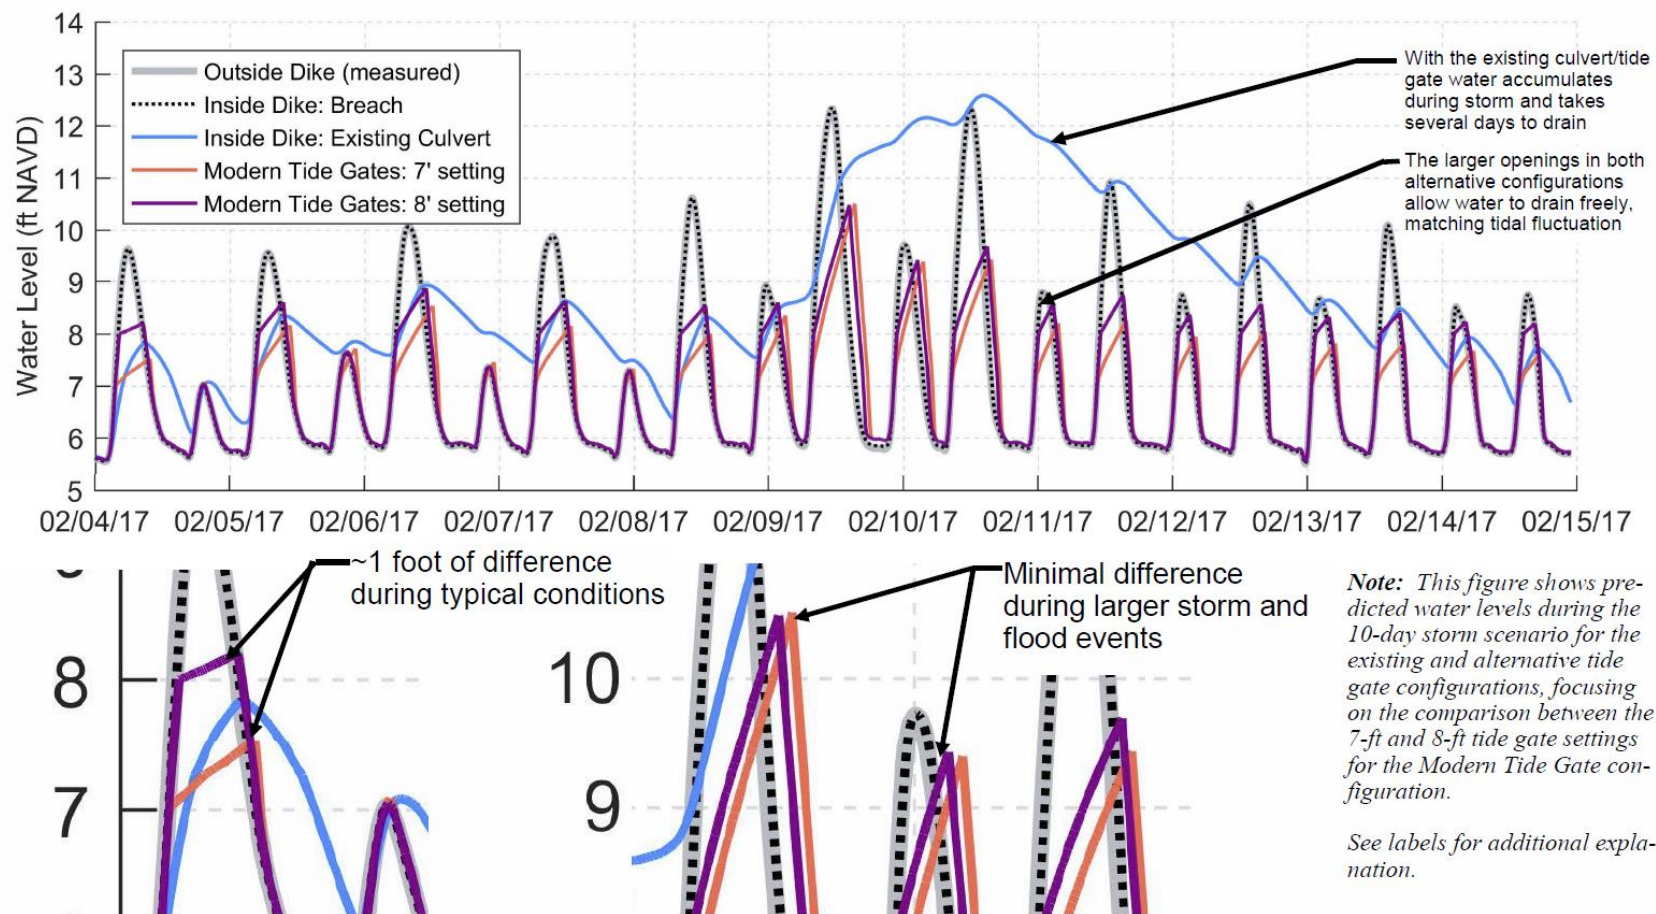 14
13
12
11
10
9
8
7
6
5
Water Level (ft NAVD)
Outside Dike (measured)
Inside Dike: Breach
Inside Dike: Existing Culvert
Modern Tide Gates: 7' setting
Modern Tide Gates: 8' setting
With the existing culvert/tide
gate water accumulates
during storm and takes
several days to drain
The larger openings in both
alternative configurations
allow water to drain freely,
matching tidal fluctuation
02/04/17 02/05/17 02/06/17 02/07/17 02/08/17 02/09/17 02/10/17 02/11/17 02/12/17 02/13/17 02/14/17 02/15/17
~1 foot of difference
during typical conditions
8
7
Minimal difference
during larger storm and
flood events
10
9
Note: This figure shows pre-
dicted water levels during the
10-day storm scenario for the
existing and alternative tide
gate configurations, focusing
on the comparison between the
7-ft and 8-ft tide gate settings
for the Modern Tide Gate con-
figuration.
See labels for additional expla-
nation.